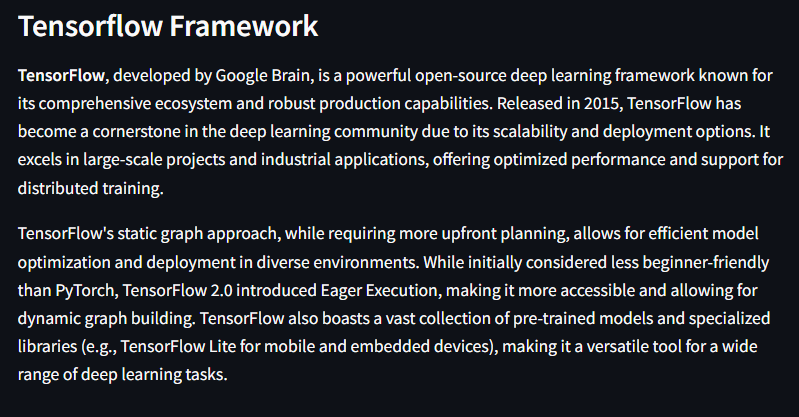 Tensorflow Framework
TensorFlow, developed by Google Brain, is a powerful open-source deep learning framework known for
its comprehensive ecosystem and robust production capabilities. Released in 2015, TensorFlow has
become a cornerstone in the deep learning community due to its scalability and deployment options. It
excels in large-scale projects and industrial applications, offering optimized performance and support for
distributed training.
TensorFlow's static graph approach, while requiring more upfront planning, allows for efficient model
optimization and deployment in diverse environments. While initially considered less beginner-friendly
than PyTorch, TensorFlow 2.0 introduced Eager Execution, making it more accessible and allowing for
dynamic graph building. TensorFlow also boasts a vast collection of pre-trained models and specialized
libraries (e.g., TensorFlow Lite for mobile and embedded devices), making it a versatile tool for a wide
range of deep learning tasks.